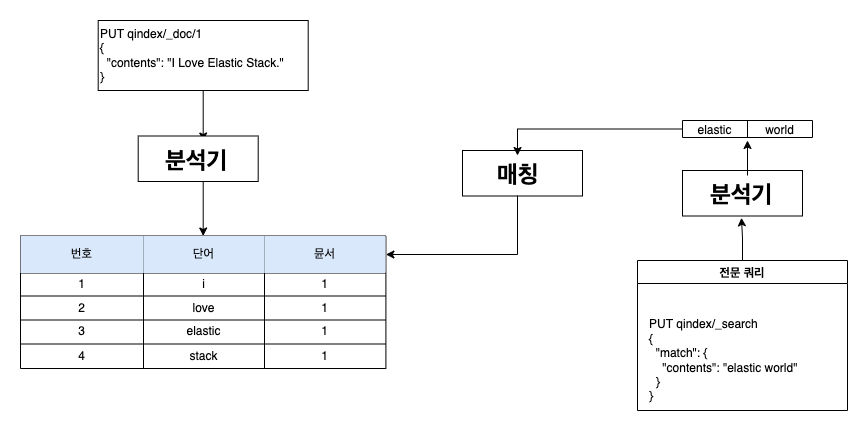 PUT qindex/_doc/1
{
"contents": "I Love Elastic Stack."
}
분석기
번호 단어 뮨서
1 i 1
2 love 1
3 elastic 1
4 stack 1
매칭
elastic world
분석기
전문 쿼리
PUT qindex/_search
{
"match": {
"contents": "elastic world"
}
}